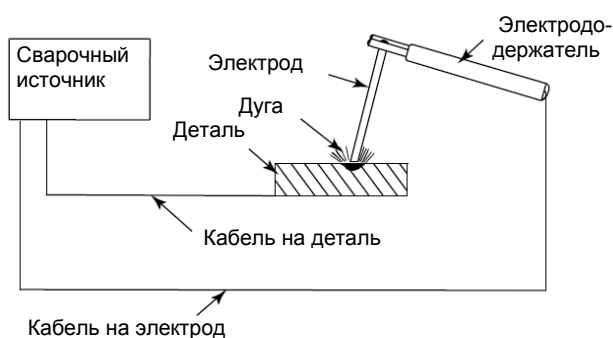 Электродо-
держатель
Сварочный
источник
Электрод
Дуга
Деталь
Кабель на деталь
Кабель на электрод